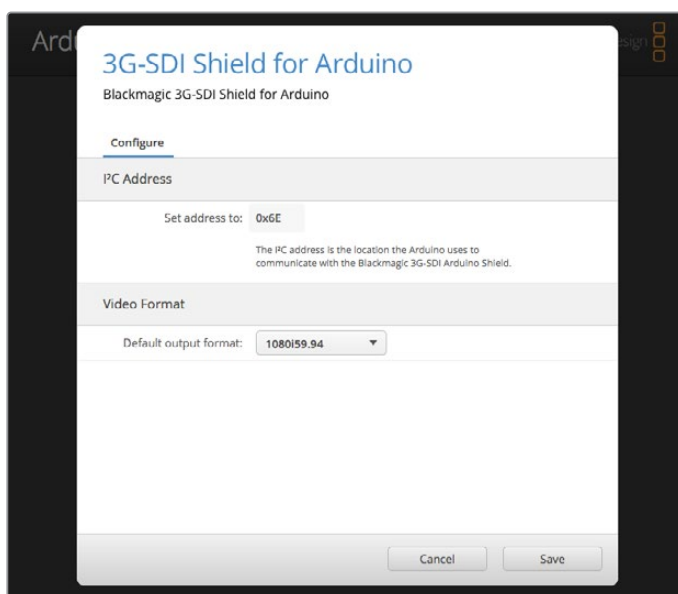 3G-SDI Shield for Arduino
Blackmagic 3G-SDI Shield for Arduino
Configure
I²C Address
Set address to: 0x6E
The I²C address is the location the Arduino uses to
communicate with the Blackmagic 3G-SDI Arduino Shield.
Video Format
Default output format: 1080i59.94
Cancel Save